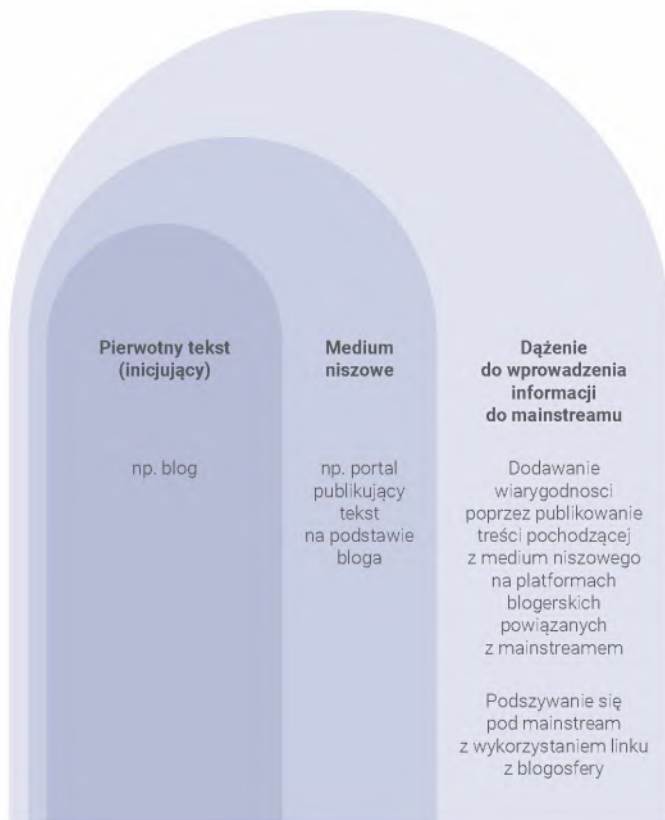 Pierwotny tekst
(inicjujący)
np. blog
Medium
niszowe
np. portal
publikujący
tekst
na podstawie
bloga
Dążenie
do wprowadzenia
informacji
do mainstreamu
Dodawanie
wiarygodnosci
poprzez publikowanie
treści pochodzącej
z medium niszowego
na platformach
blogerskich
powiązanych
z mainstreamem
Podszywanie się
pod mainstream
z wykorzystaniem linku
z blogosfery